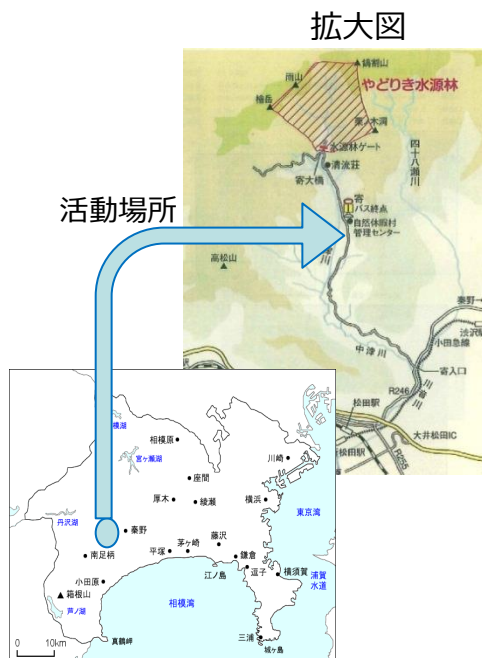 拡大図
活動場所
鍋割山
雨山
やどりき水源林
檜岳
水源林ゲート
清流荘
寄大橋
四十八瀬川
寄
バス終点
自然休暇村
管理センター
高松山
秦野
渋沢駅
小田急線
中津川
寄入口
川音川
R246
松田駅
大井松田IC
新松田駅
R255
相模原
川崎
宮ヶ瀬湖
座間
厚木
綾瀬
横浜
東京湾
丹沢湖
秦野
南足柄
平塚
茅ヶ崎
藤沢
鎌倉
江ノ島
逗子
横須賀
浦賀
水道
小田原
箱根山
芦ノ湖
相模湾
真鶴岬
三浦
城ヶ島
0 10km